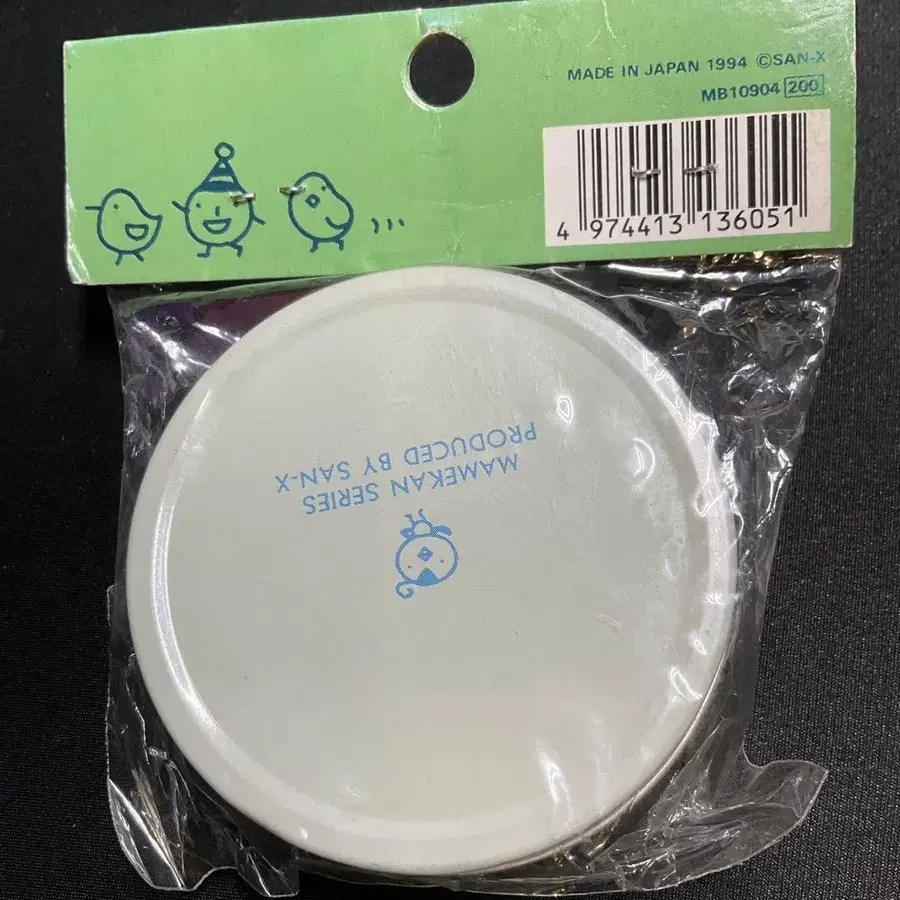 MADE IN JAPAN 1994 ©SAN-X
MB10904 200
4 974413 136051
MAMEKAN SERIES
PRODUCED BY SAN-X